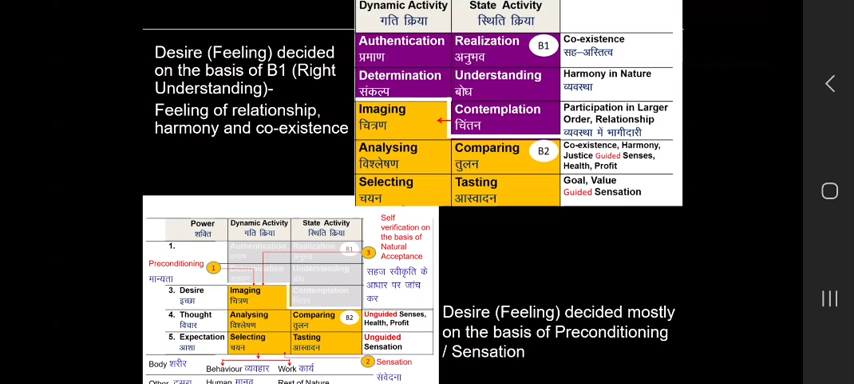 Dynamic Activity State Activity
गति क्रिया स्थिति क्रिया
Desire (Feeling) decided
on the basis of B1 (Right
Understanding)-
Feeling of relationship,
harmony and co-existence
Authentication Realization B1 Co-existence
प्रमाण अनुभव सह–अस्तित्व
Determination Understanding Harmony in Nature
संकल्प बोध व्यवस्था
Imaging Contemplation Participation in Larger
Order, Relationship
चित्रण चिंतन व्यवस्था में भागीदारी
Analysing Comparing B2 Co-existence, Harmony,
Justice Guided Senses,
विश्लेषण तुलन Health, Profit
Selecting Tasting Goal, Value
चयन आस्वादन Guided Sensation
Power Dynamic Activity State Activity
शक्ति गति क्रिया स्थिति क्रिया
Self
verification on
the basis of
Natural
Acceptance
सहज स्वीकृति के
आधार पर जांच
कर
1. Authentication Realization B1 3
Preconditioning 1
मान्यता
Understanding
3. Desire Imaging Contemplation
इच्छा चित्रण
4. Thought Analysing Comparing B2 Unguided Senses,
Health, Profit
विचार विश्लेषण तुलन
5. Expectation Selecting Tasting Unguided
Sensation
आशा चयन आस्वादन
Body शरीर Behaviour व्यवहार Work कार्य 2 Sensation
संवेदना
Other Human मानव Rest of Nature
Desire (Feeling) decided mostly
on the basis of Preconditioning
/ Sensation